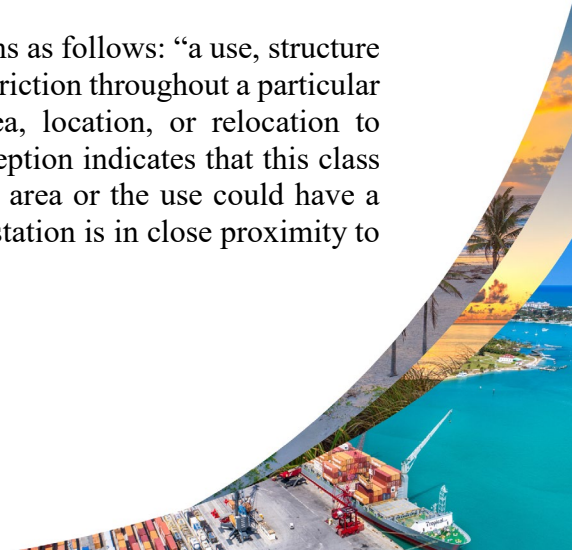 ns as follows: “a use, structure
riction throughout a particular
ea, location, or relocation to
eption indicates that this class
area or the use could have a
station is in close proximity to
Tropical